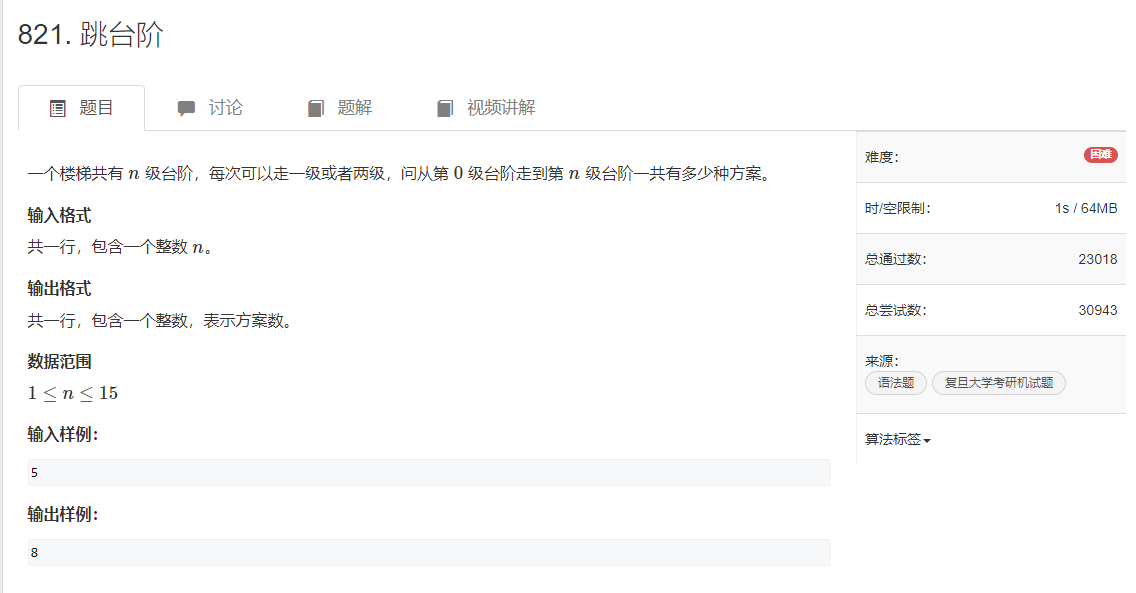 821. 跳台阶
题目 讨论 题解 视频讲解
一个楼梯共有 n 级台阶，每次可以走一级或者两级，问从第 0 级台阶走到第 n 级台阶一共有多少种方案。
输入格式
共一行，包含一个整数 n。
输出格式
共一行，包含一个整数，表示方案数。
数据范围
1 ≤ n ≤ 15
输入样例：
5
输出样例：
8
难度： 困难
时/空限制： 1s / 64MB
总通过数： 23018
总尝试数： 30943
来源：
语法题 复旦大学考研机试题
算法标签